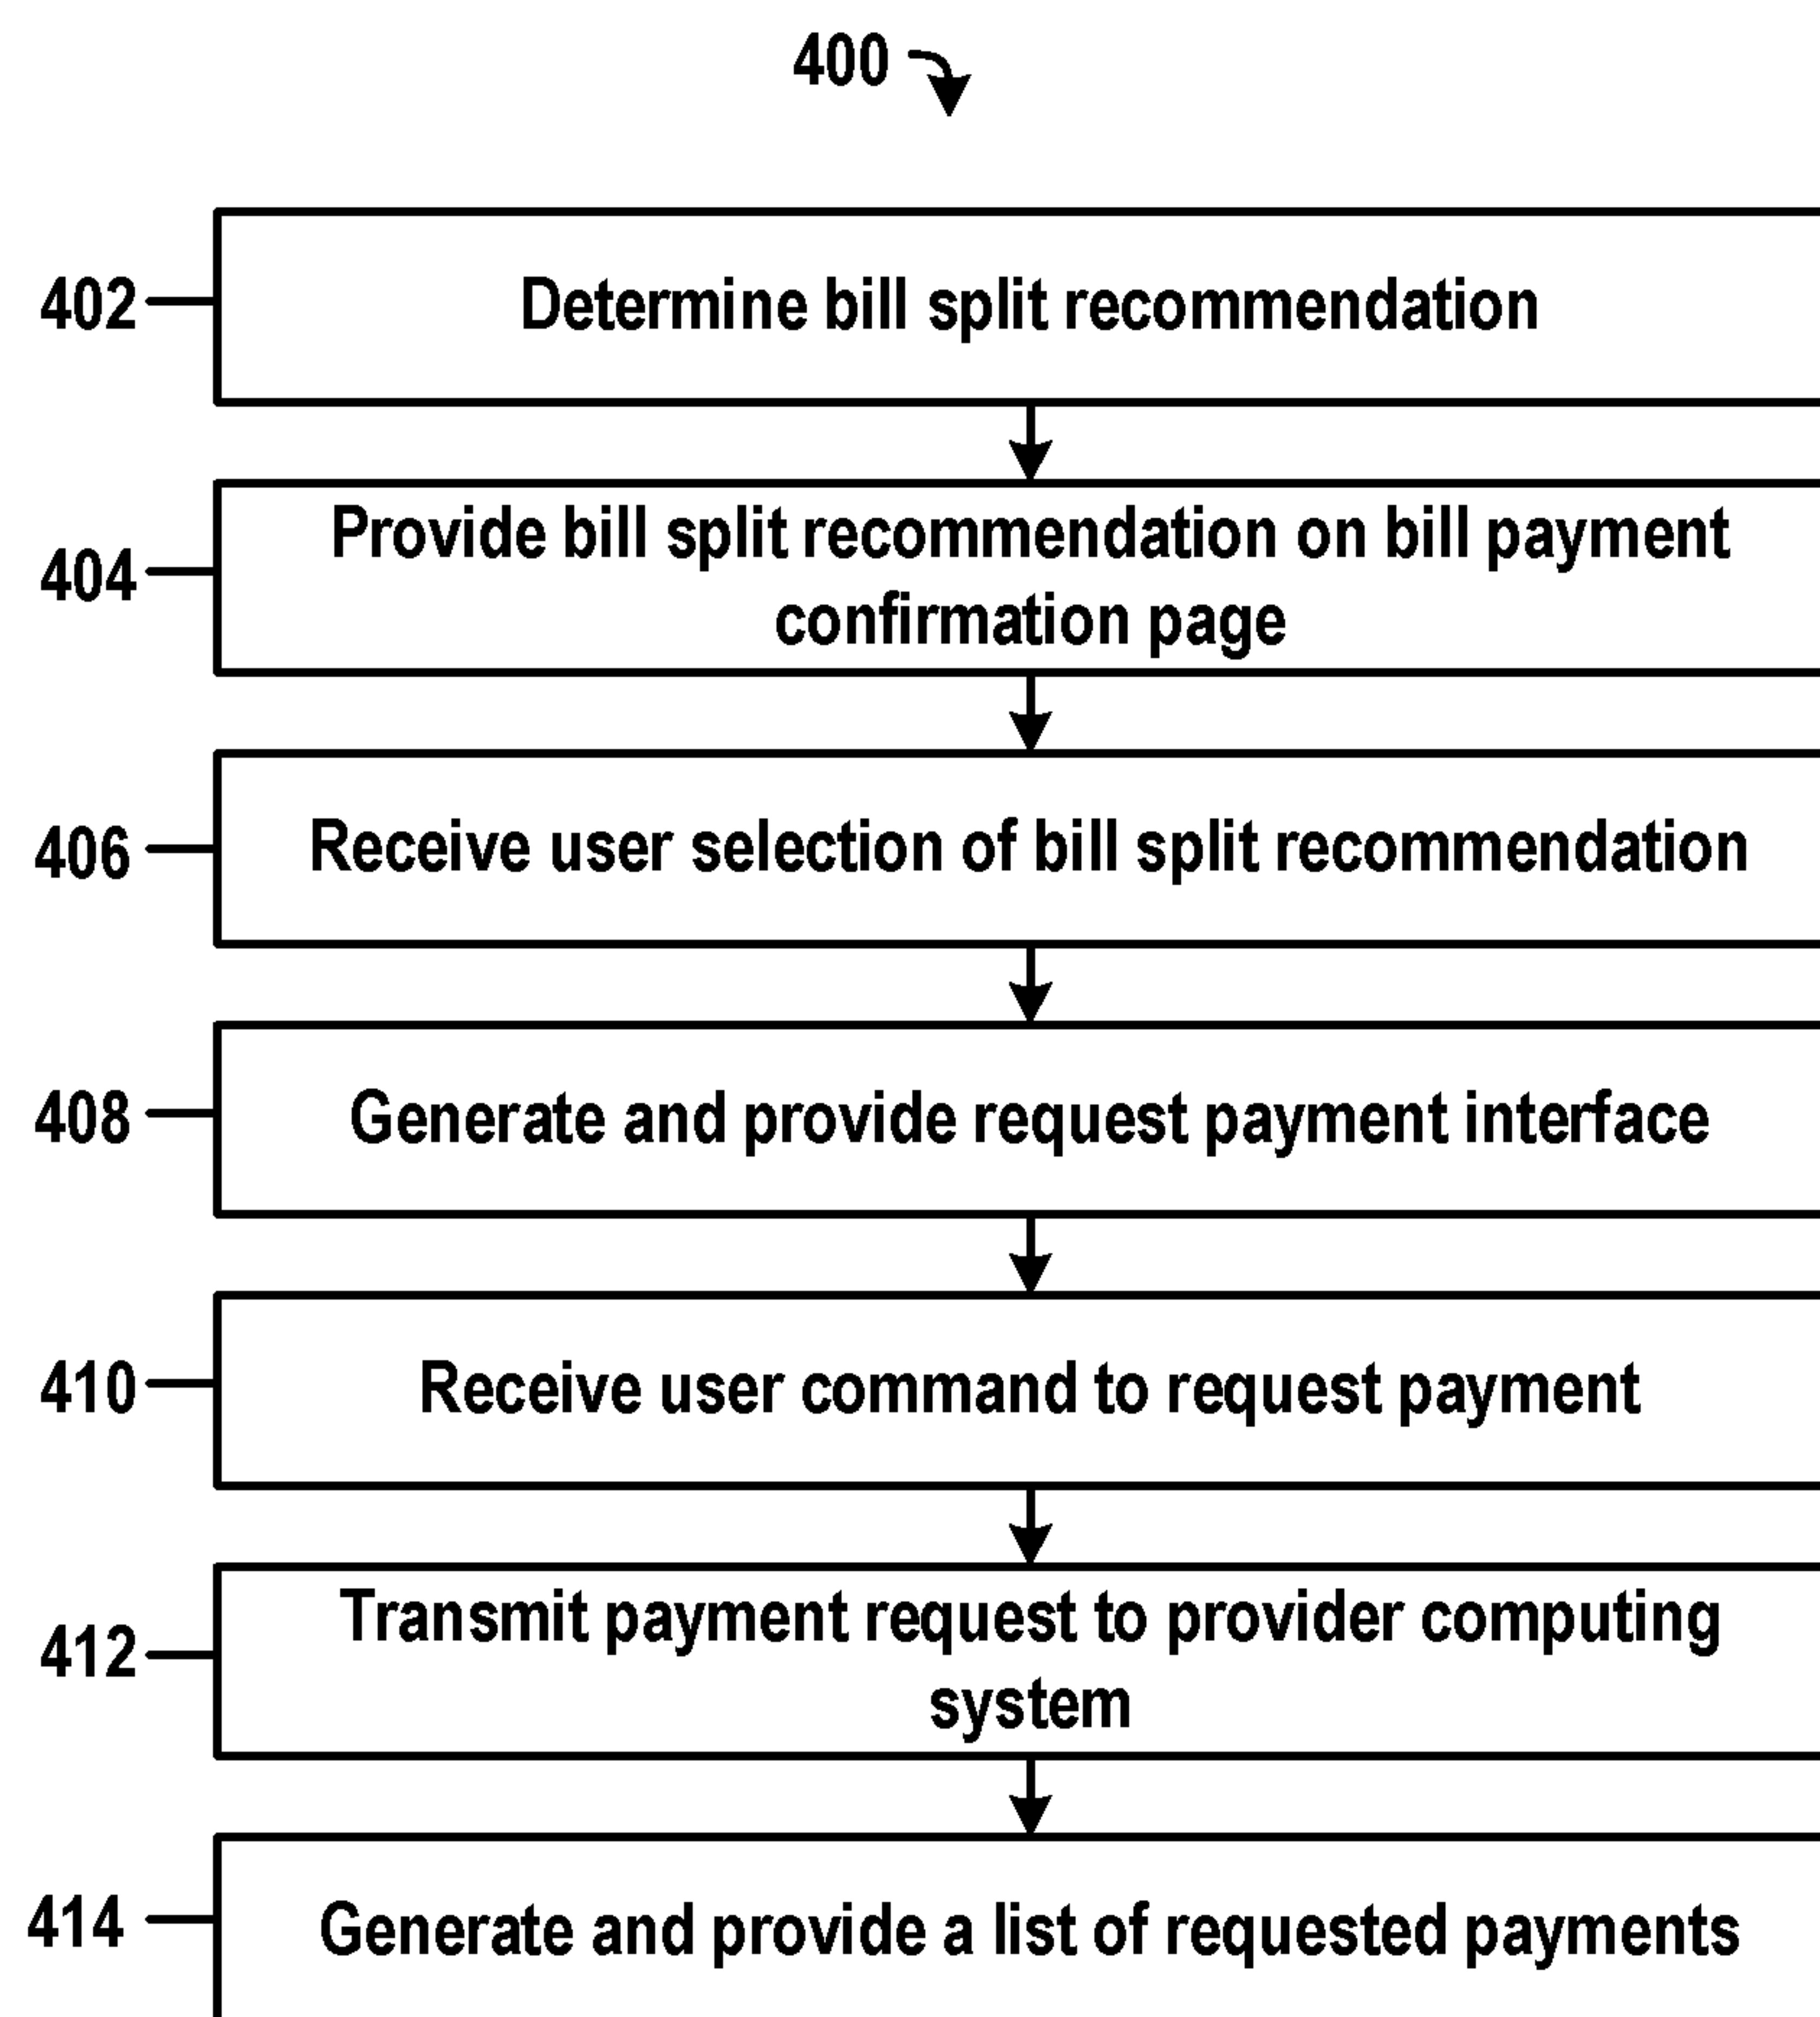 400
402
Determine bill split recommendation
404
Provide bill split recommendation on bill payment
confirmation page
406
Receive user selection of bill split recommendation
408
Generate and provide request payment interface
410
Receive user command to request payment
412
Transmit payment request to provider computing
system
414
Generate and provide a list of requested payments